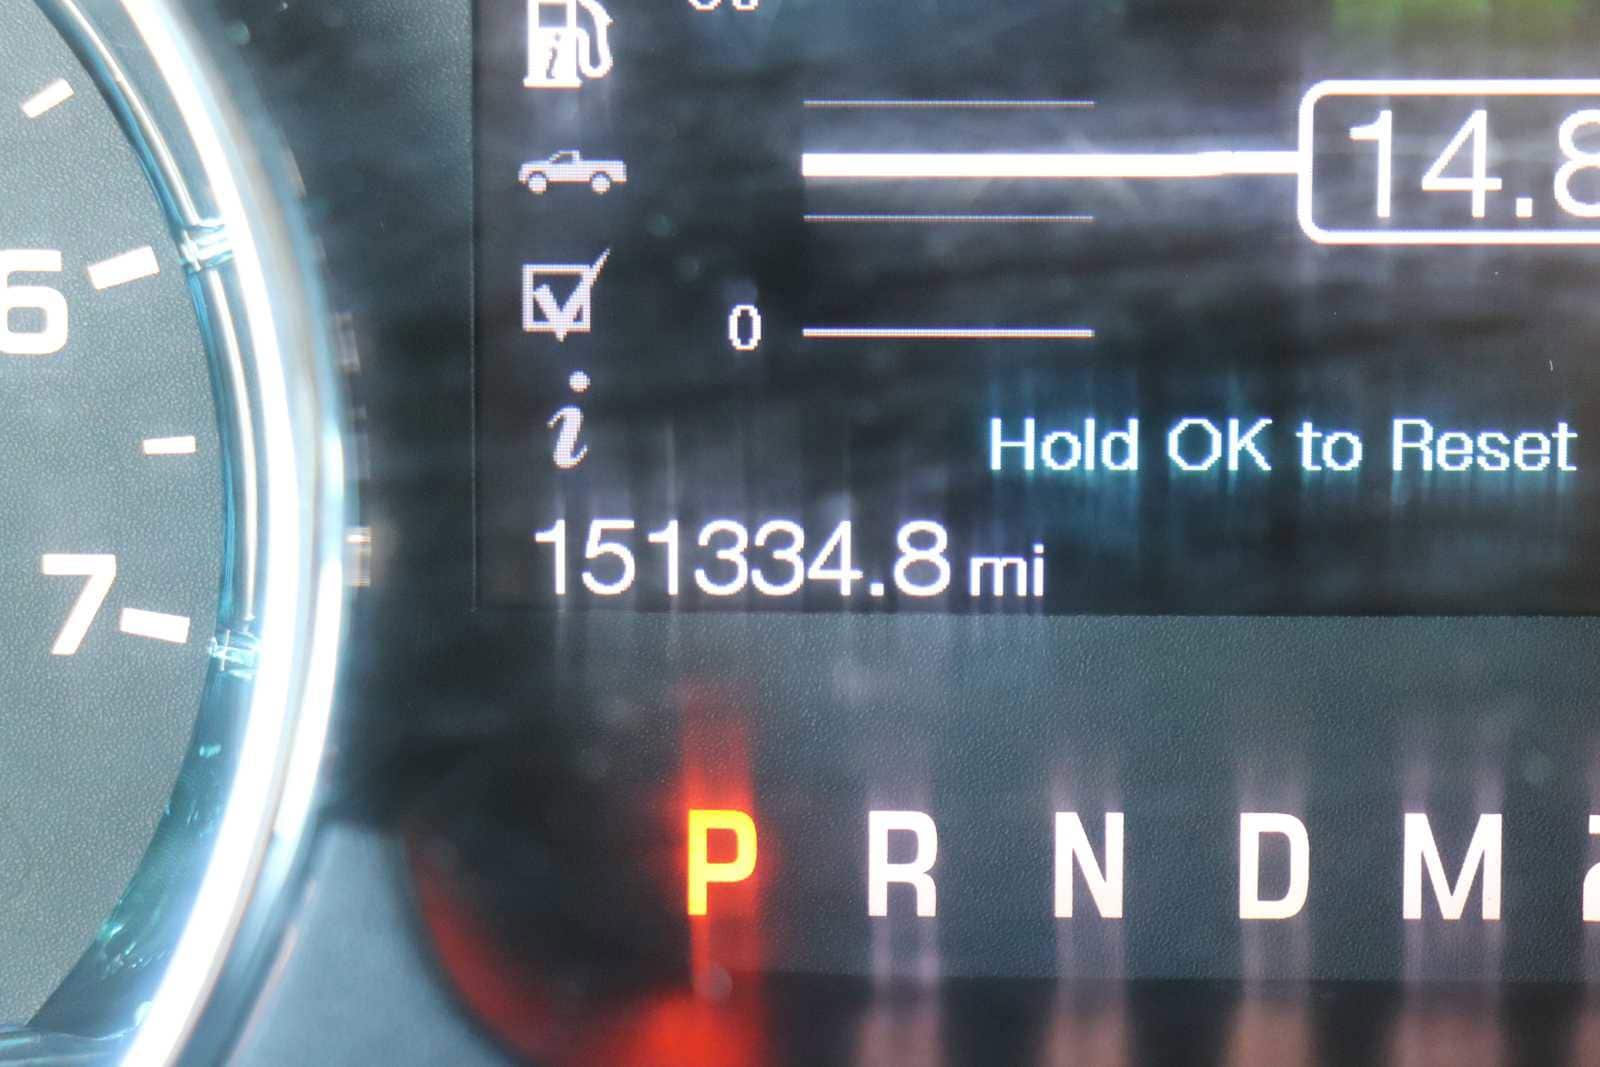 14.8
6
0
Hold OK to Reset
151334.8 mi
7
P R N D M